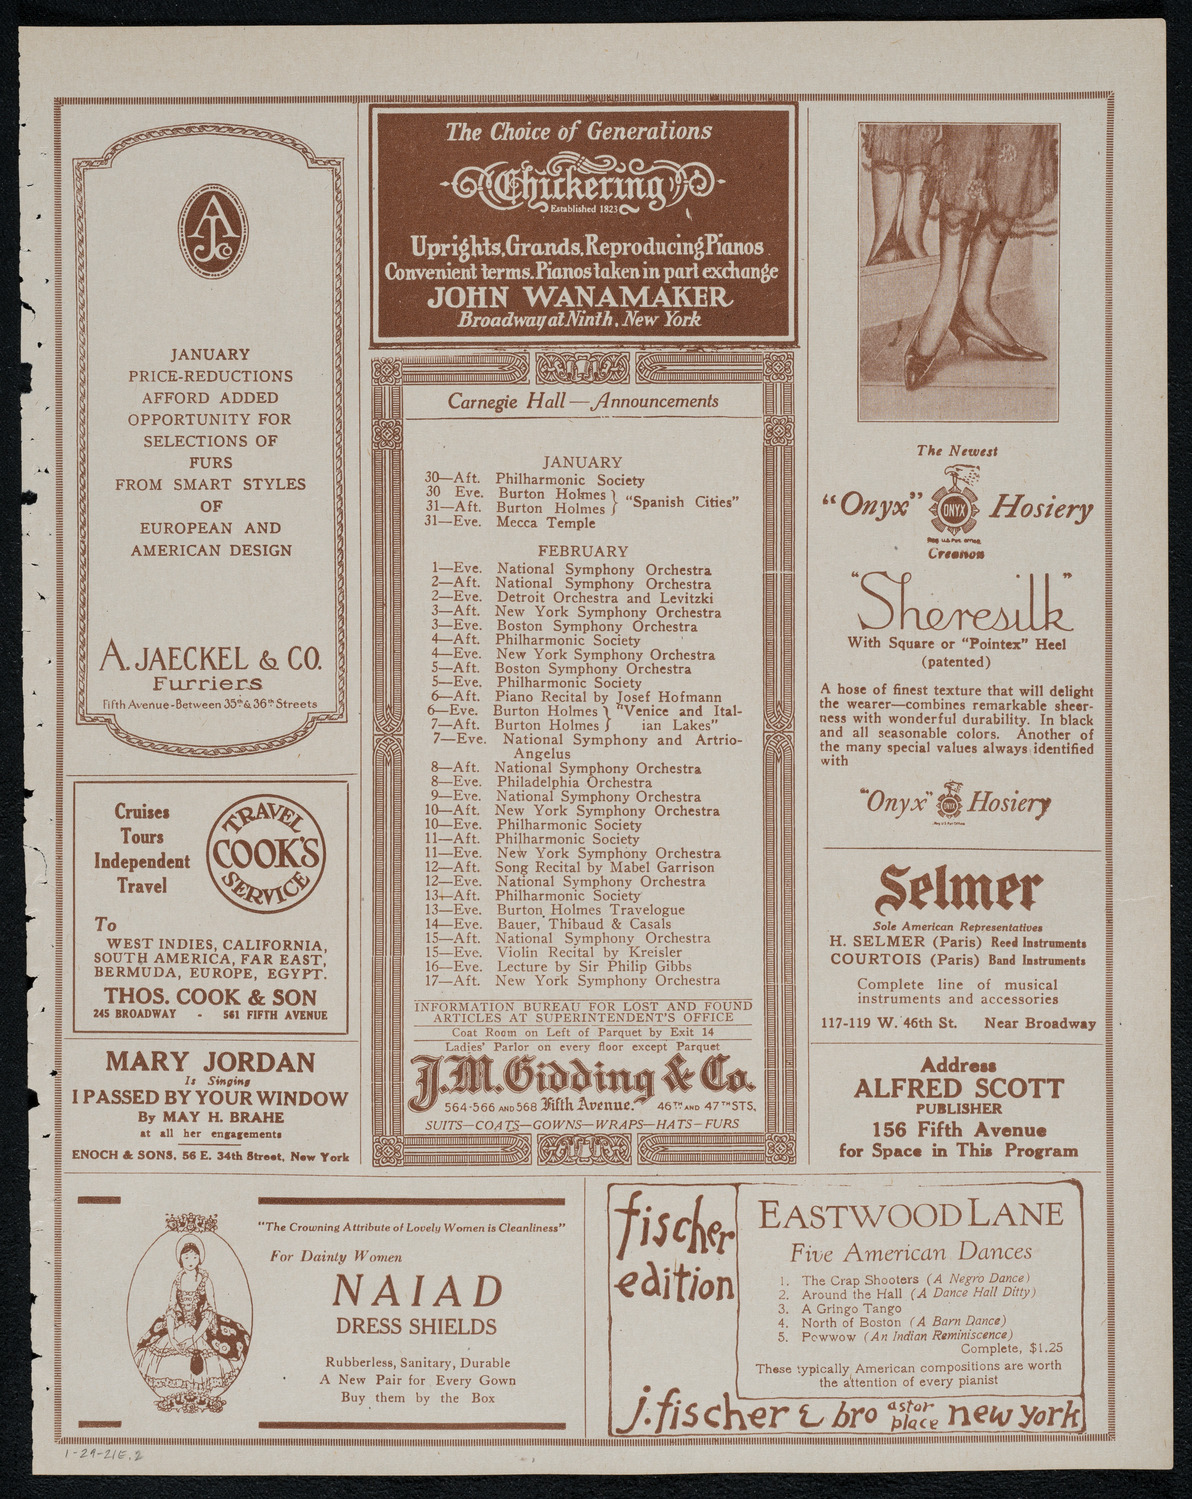 The Choice of Generations
Chickering
Established 1823
Uprights, Grands, Reproducing Pianos
Convenient terms. Pianos taken in part exchange
JOHN WANAMAKER
Broadway at Ninth, New York
AJCo
JANUARY
PRICE-REDUCTIONS
AFFORD ADDED
OPPORTUNITY FOR
SELECTIONS OF
FURS
FROM SMART STYLES
OF
EUROPEAN AND
AMERICAN DESIGN
A. JAECKEL & CO.
Furriers
Fifth Avenue-Between 35th & 36th Streets
Cruises
Tours
Independent
Travel
TRAVEL
COOK'S
SERVICE
To
WEST INDIES, CALIFORNIA,
SOUTH AMERICA, FAR EAST,
BERMUDA, EUROPE, EGYPT.
THOS. COOK & SON
245 BROADWAY - 561 FIFTH AVENUE
MARY JORDAN
Is Singing
I PASSED BY YOUR WINDOW
By MAY H. BRAHE
at all her engagements
ENOCH & SONS, 56 E. 34th Street, New York
Carnegie Hall—Announcements
JANUARY
30—Aft. Philharmonic Society
30 Eve. Burton Holmes } "Spanish Cities"
31—Aft. Burton Holmes }
31—Eve. Mecca Temple
FEBRUARY
1—Eve. National Symphony Orchestra
2—Aft. National Symphony Orchestra
2—Eve. Detroit Orchestra and Levitzki
3—Aft. New York Symphony Orchestra
3—Eve. Boston Symphony Orchestra
4—Aft. Philharmonic Society
4—Eve. New York Symphony Orchestra
5—Aft. Boston Symphony Orchestra
5—Eve. Philharmonic Society
6—Aft. Piano Recital by Josef Hofmann
6—Eve. Burton Holmes } "Venice and Ital-
7—Aft. Burton Holmes } ian Lakes"
7—Eve. National Symphony and Artrio-
Angelus
8—Aft. National Symphony Orchestra
8—Eve. Philadelphia Orchestra
9—Eve. National Symphony Orchestra
10—Aft. New York Symphony Orchestra
10—Eve. Philharmonic Society
11—Aft. Philharmonic Society
11—Eve. New York Symphony Orchestra
12—Aft. Song Recital by Mabel Garrison
12—Eve. National Symphony Orchestra
13—Aft. Philharmonic Society
13—Eve. Burton Holmes Travelogue
14—Eve. Bauer, Thibaud & Casals
15—Aft. National Symphony Orchestra
15—Eve. Violin Recital by Kreisler
16—Eve. Lecture by Sir Philip Gibbs
17—Aft. New York Symphony Orchestra
INFORMATION BUREAU FOR LOST AND FOUND
ARTICLES AT SUPERINTENDENT'S OFFICE
Coat Room on Left of Parquet by Exit 14
Ladies' Parlor on every floor except Parquet
J.M. Gidding & Co.
564-566 AND 568 Fifth Avenue. 46TH AND 47TH STS.
SUITS—COATS—GOWNS—WRAPS—HATS—FURS
The Newest
"Onyx" ONYX Hosiery
Reg. U.S. Pat. Office
Creation
"Sheresilk"
With Square or "Pointex" Heel
(patented)
A hose of finest texture that will delight
the wearer—combines remarkable sheer-
ness with wonderful durability. In black
and all seasonable colors. Another of
the many special values always identified
with
"Onyx" Hosiery
Selmer
Sole American Representatives
H. SELMER (Paris) Reed Instruments
COURTOIS (Paris) Band Instruments
Complete line of musical
instruments and accessories
117-119 W. 46th St. Near Broadway
Address
ALFRED SCOTT
PUBLISHER
156 Fifth Avenue
for Space in This Program
"The Crowning Attribute of Lovely Women is Cleanliness"
For Dainty Women
NAIAD
DRESS SHIELDS
Rubberless, Sanitary, Durable
A New Pair for Every Gown
Buy them by the Box
fischer
edition
EASTWOOD LANE
Five American Dances
1. The Crap Shooters (A Negro Dance)
2. Around the Hall (A Dance Hall Ditty)
3. A Gringo Tango
4. North of Boston (A Barn Dance)
5. Powwow (An Indian Reminiscence)
Complete, $1.25
These typically American compositions are worth
the attention of every pianist
j. fischer & bro astor place new york
1-29-21E.2